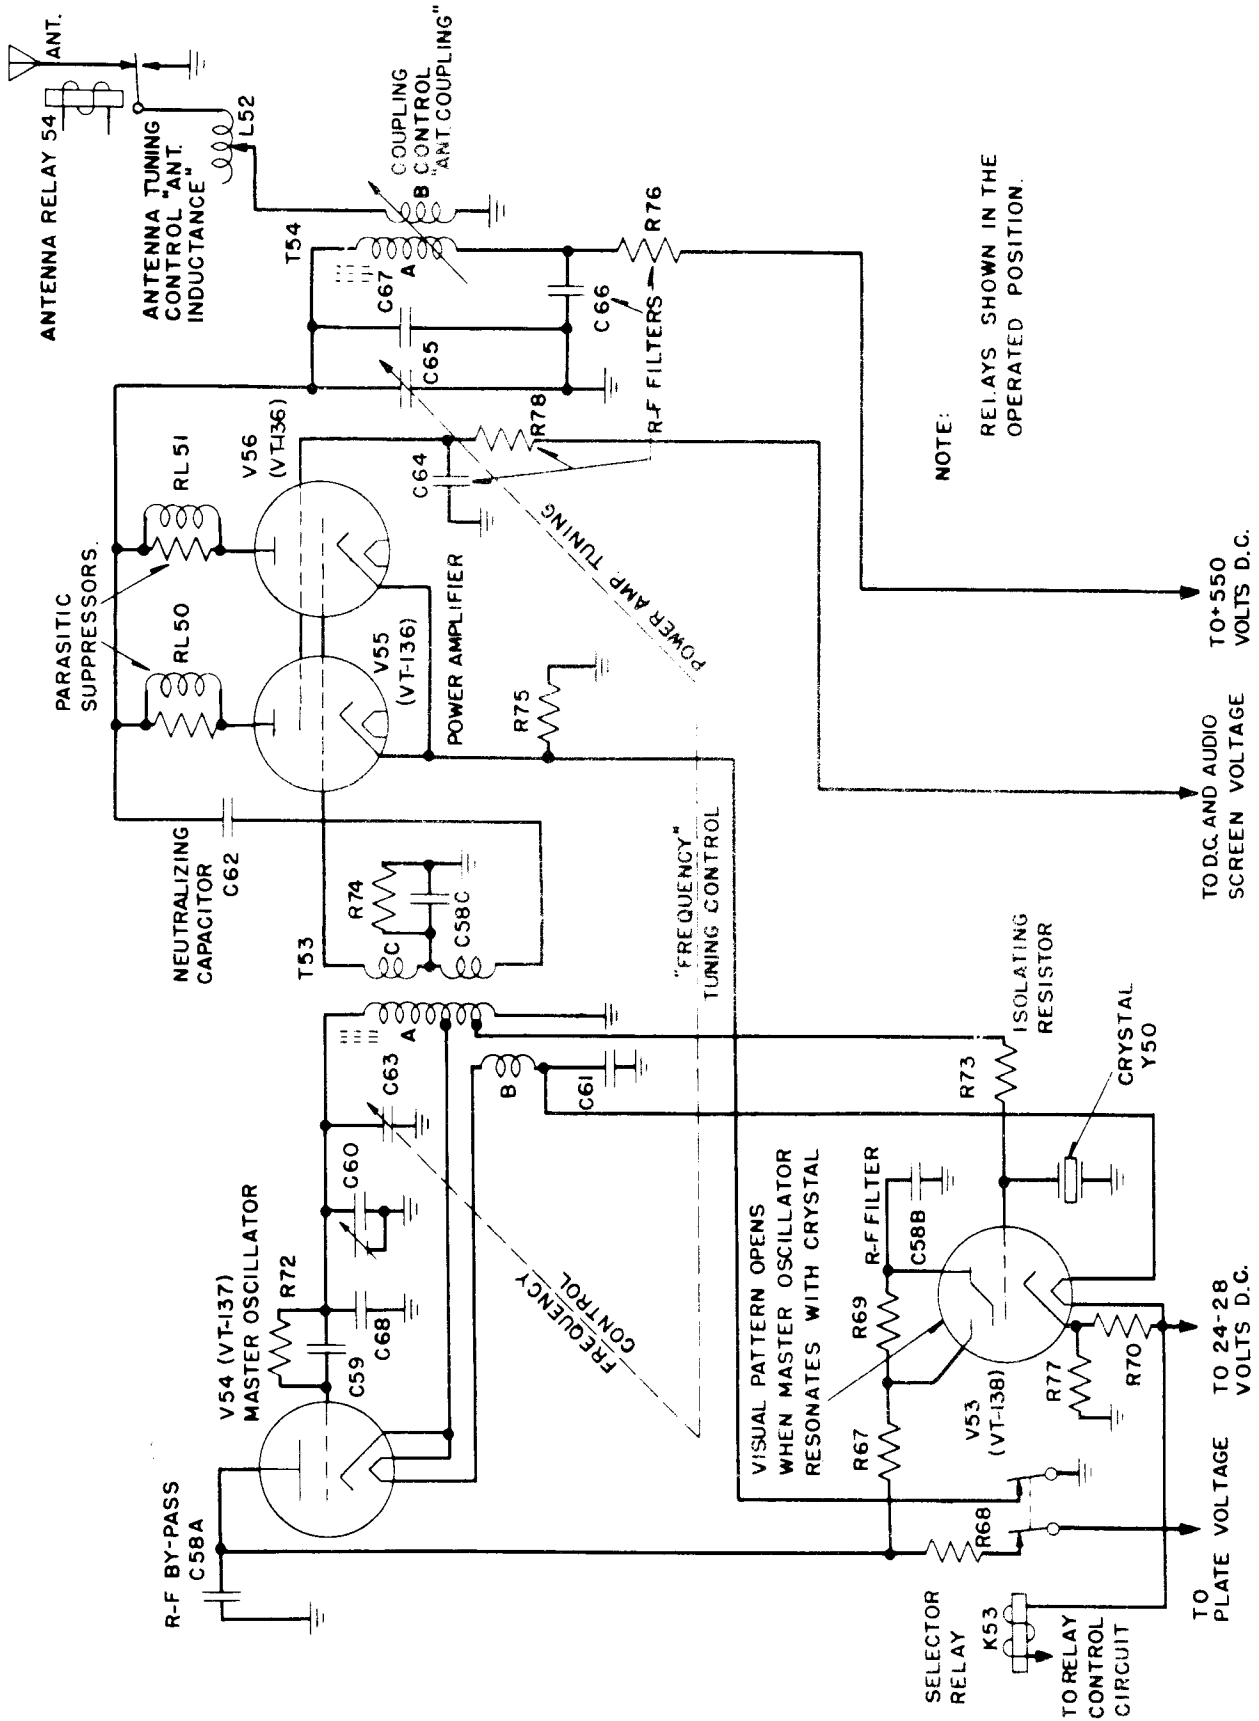 R-F BY-PASS
C58A
V54 (VT-137)
MASTER OSCILLATOR
R72
C59
C68
C60
C63
A
B
C61
T53
C
R74
C58C
NEUTRALIZING
CAPACITOR
C62
PARASITIC
SUPPRESSORS.
RL50
RL51
V55
(VT-136)
V56
(VT-136)
POWER AMPLIFIER
R75
C64
R78
C65
C67
C66
R-F FILTERS
R76
T54
A
B
COUPLING
CONTROL
"ANT. COUPLING"
ANTENNA RELAY 54
ANT.
ANTENNA TUNING
CONTROL "ANT.
INDUCTANCE"
L52
FREQUENCY
CONTROL
"FREQUENCY"
TUNING CONTROL
POWER AMP. TUNING
VISUAL PATTERN OPENS
WHEN MASTER OSCILLATOR
RESONATES WITH CRYSTAL
R-F FILTER
C58B
R69
R67
V53
(VT-138)
R77
R70
R73
ISOLATING
RESISTOR
CRYSTAL
Y50
R68
SELECTOR
RELAY
K53
TO RELAY
CONTROL
CIRCUIT
TO
PLATE VOLTAGE
TO 24-28
VOLTS D.C.
TO D.C. AND AUDIO
SCREEN VOLTAGE
TO+550
VOLTS D.C.
NOTE:
RELAYS SHOWN IN THE
OPERATED POSITION.